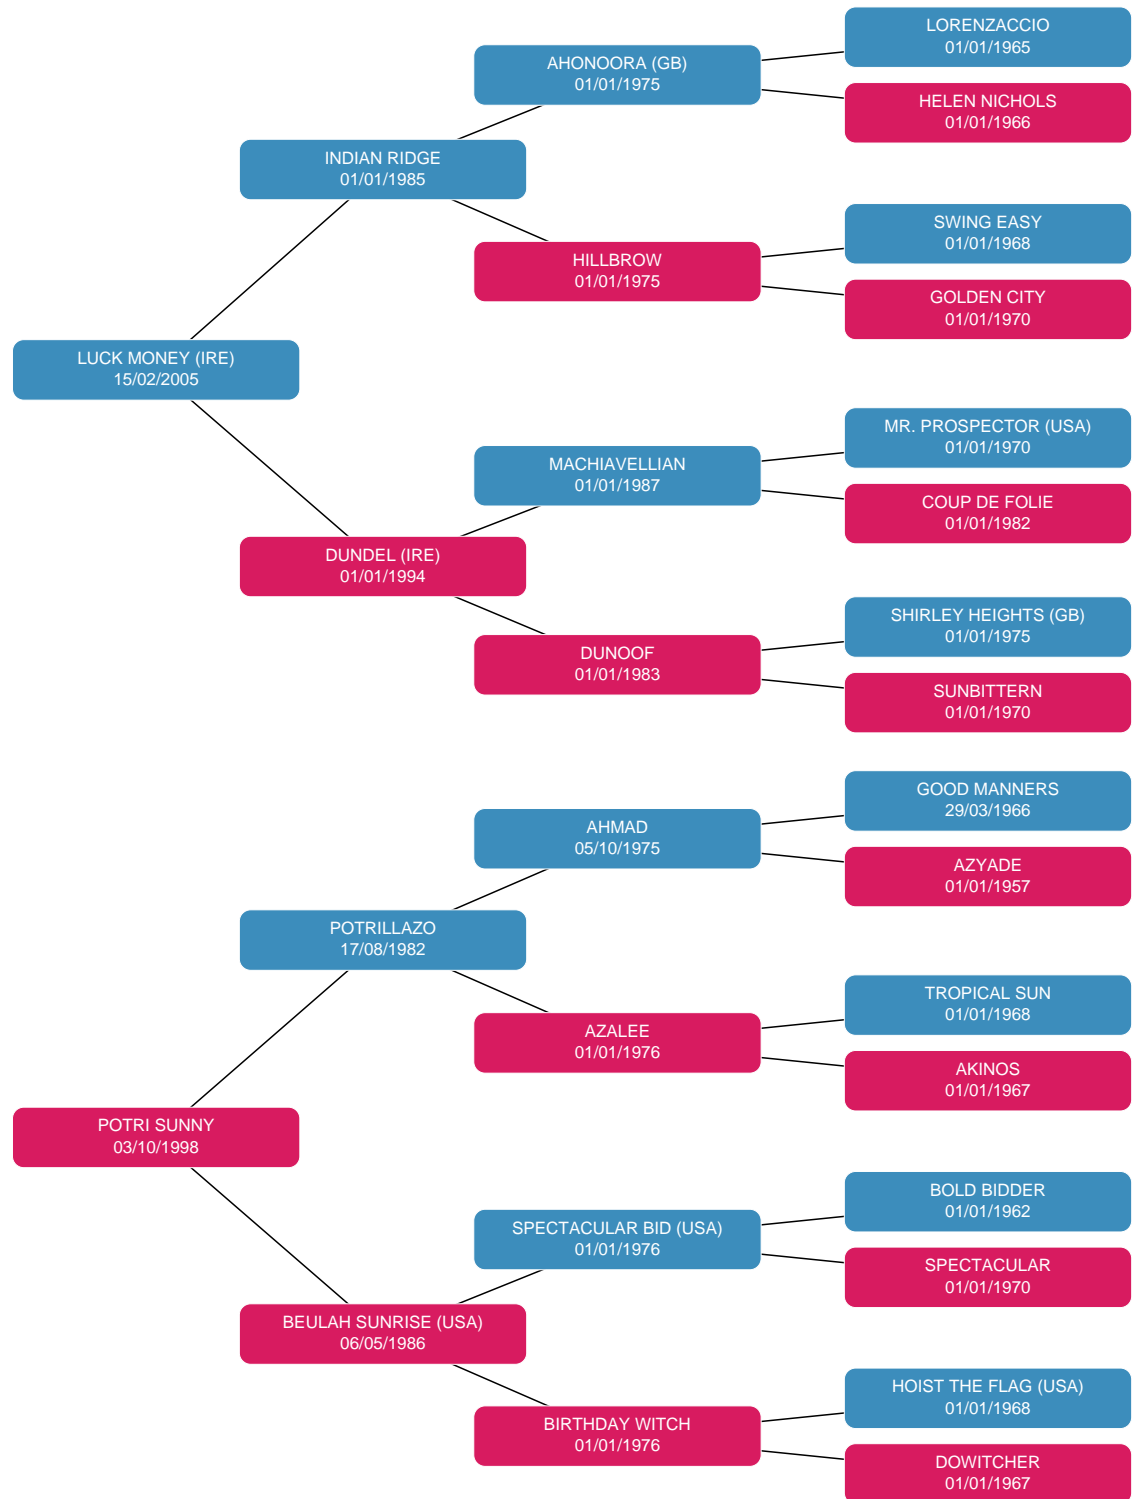 LORENZACCIO
01/01/1965
AHONOORA (GB)
01/01/1975
HELEN NICHOLS
01/01/1966
INDIAN RIDGE
01/01/1985
SWING EASY
01/01/1968
HILLBROW
01/01/1975
GOLDEN CITY
01/01/1970
LUCK MONEY (IRE)
15/02/2005
MR. PROSPECTOR (USA)
01/01/1970
MACHIAVELLIAN
01/01/1987
COUP DE FOLIE
01/01/1982
DUNDEL (IRE)
01/01/1994
SHIRLEY HEIGHTS (GB)
01/01/1975
DUNOOF
01/01/1983
SUNBITTERN
01/01/1970
GOOD MANNERS
29/03/1966
AHMAD
05/10/1975
AZYADE
01/01/1957
POTRILLAZO
17/08/1982
TROPICAL SUN
01/01/1968
AZALEE
01/01/1976
AKINOS
01/01/1967
POTRI SUNNY
03/10/1998
BOLD BIDDER
01/01/1962
SPECTACULAR BID (USA)
01/01/1976
SPECTACULAR
01/01/1970
BEULAH SUNRISE (USA)
06/05/1986
HOIST THE FLAG (USA)
01/01/1968
BIRTHDAY WITCH
01/01/1976
DOWITCHER
01/01/1967